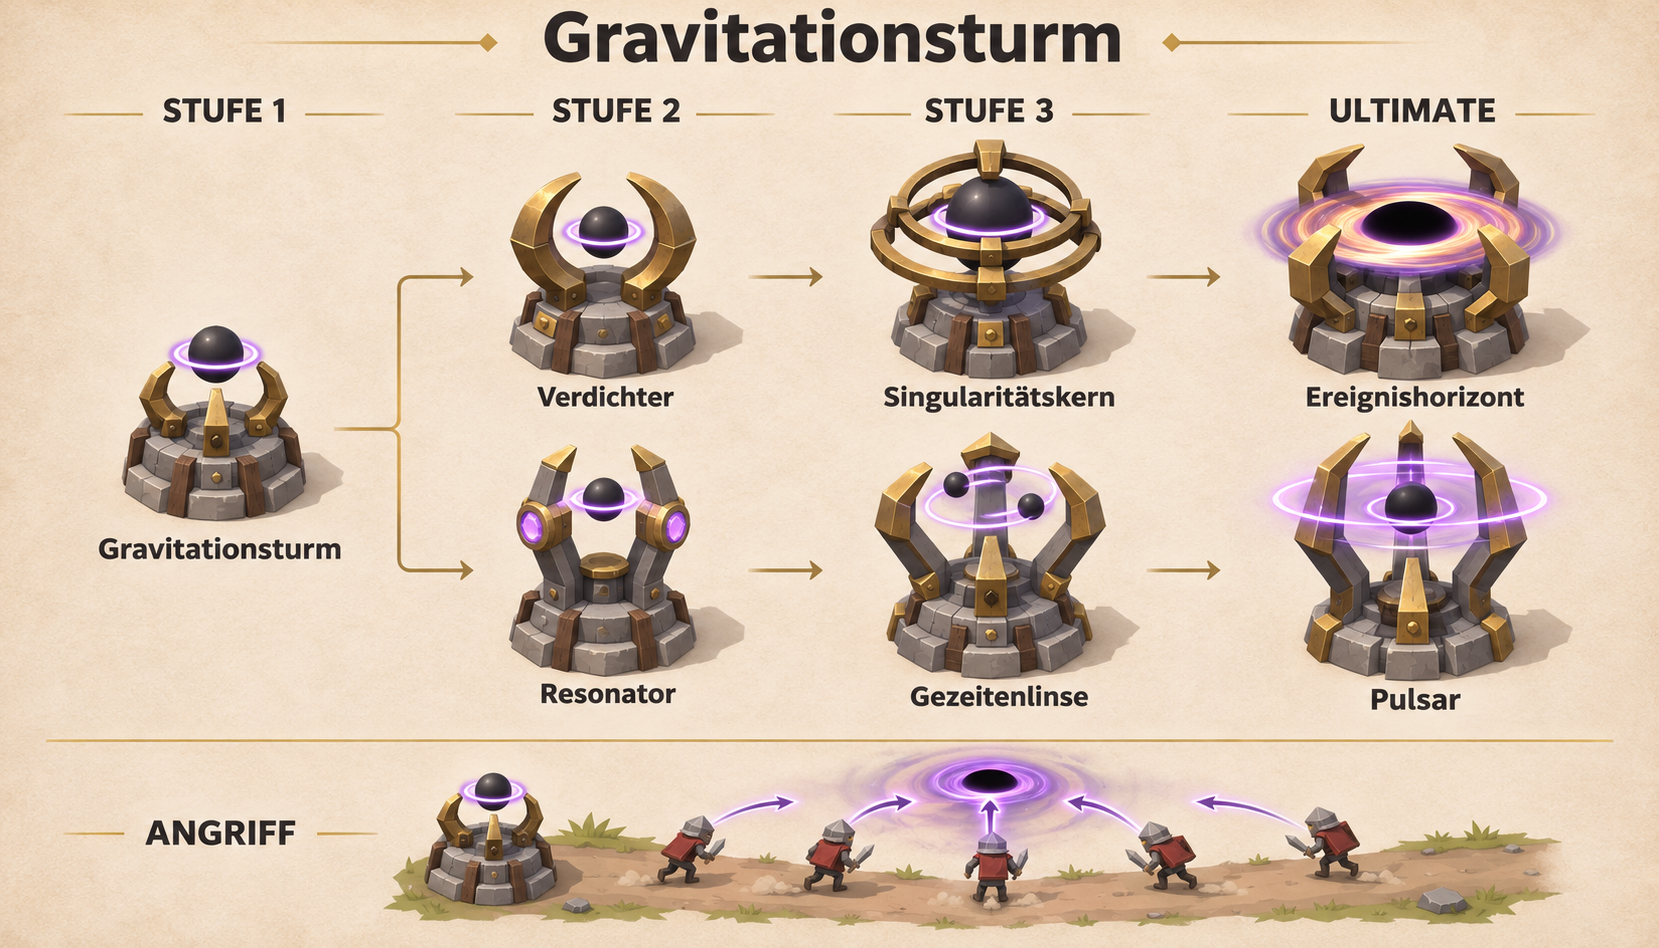 Gravitationsturm
STUFE 1
STUFE 2
STUFE 3
ULTIMATE
Verdichter
Singularitätskern
Ereignishorizont
Gravitationsturm
Resonator
Gezeitenlinse
Pulsar
ANGRIFF